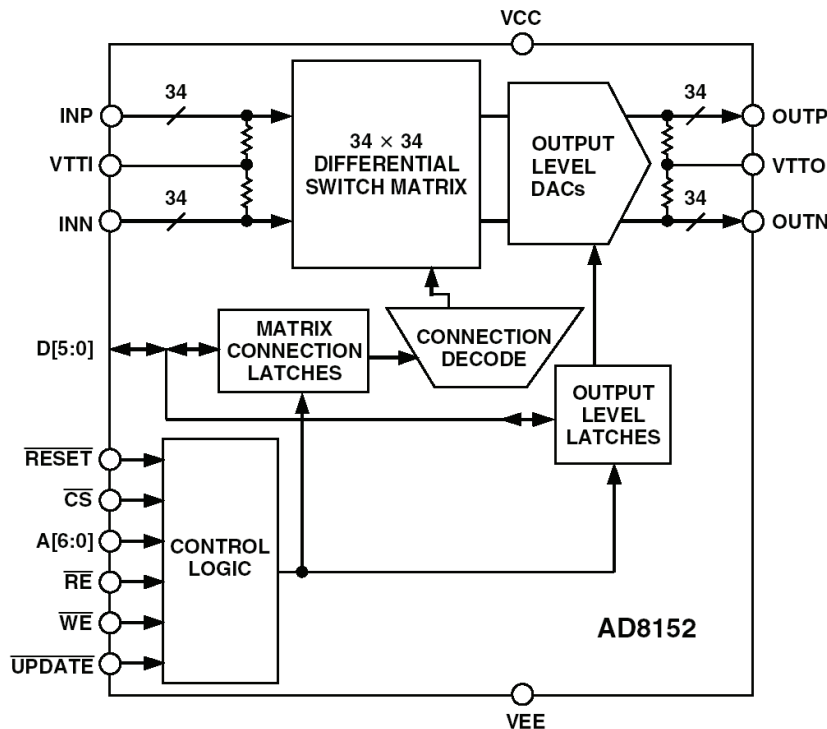 VCC
34
34
INP
OUTP
34 × 34
DIFFERENTIAL
SWITCH MATRIX
OUTPUT
LEVEL
DACs
VTTI
VTTO
34
34
INN
OUTN
D[5:0]
MATRIX
CONNECTION
LATCHES
CONNECTION
DECODE
OUTPUT
LEVEL
LATCHES
RESET
CS
A[6:0]
CONTROL
LOGIC
RE
WE
UPDATE
AD8152
VEE